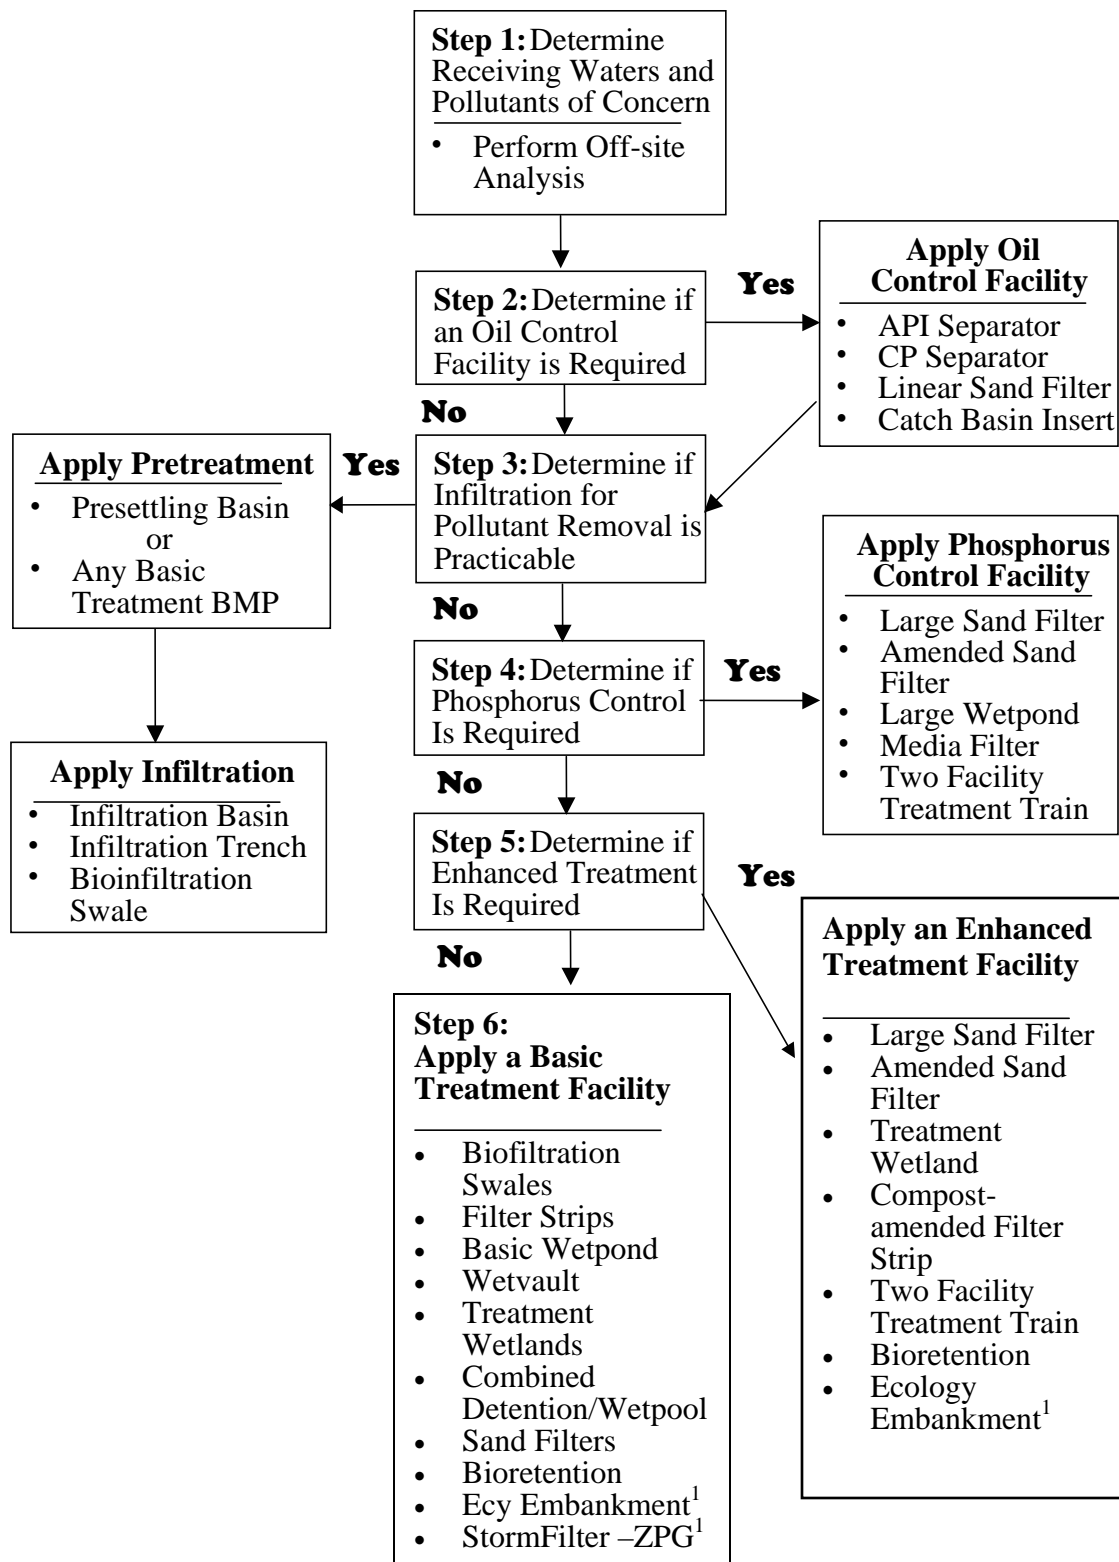 Step 1: Determine
Receiving Waters and
Pollutants of Concern
• Perform Off-site
Analysis
Step 2: Determine if
an Oil Control
Facility is Required
Yes
Apply Oil
Control Facility
• API Separator
• CP Separator
• Linear Sand Filter
• Catch Basin Insert
No
Step 3: Determine if
Infiltration for
Pollutant Removal is
Practicable
Yes
Apply Pretreatment
• Presettling Basin
or
• Any Basic
Treatment BMP
Apply Infiltration
• Infiltration Basin
• Infiltration Trench
• Bioinfiltration
Swale
No
Step 4: Determine if
Phosphorus Control
Is Required
Yes
Apply Phosphorus
Control Facility
• Large Sand Filter
• Amended Sand
Filter
• Large Wetpond
• Media Filter
• Two Facility
Treatment Train
No
Step 5: Determine if
Enhanced Treatment
Is Required
Yes
Apply an Enhanced
Treatment Facility
• Large Sand Filter
• Amended Sand
Filter
• Treatment
Wetland
• Compost-
amended Filter
Strip
• Two Facility
Treatment Train
• Bioretention
• Ecology
Embankment¹
No
Step 6:
Apply a Basic
Treatment Facility
• Biofiltration
Swales
• Filter Strips
• Basic Wetpond
• Wetvault
• Treatment
Wetlands
• Combined
Detention/Wetpool
• Sand Filters
• Bioretention
• Ecy Embankment¹
• StormFilter –ZPG¹